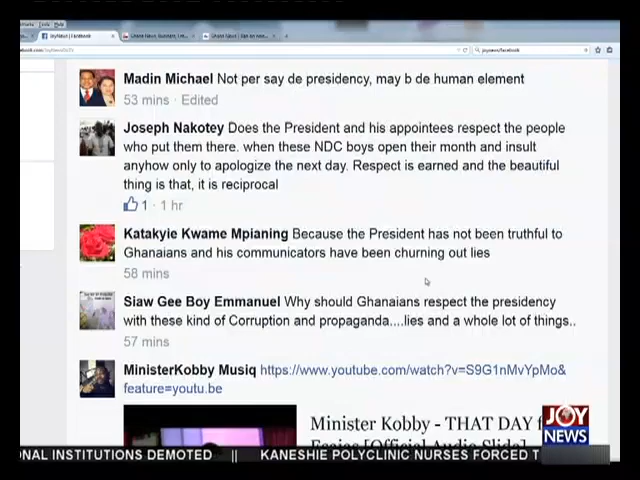 JoyNews | Facebook
Madin Michael Not per say de presidency, may b de human element
53 mins · Edited
Joseph Nakotey Does the President and his appointees respect the people
who put them there. when these NDC boys open their month and insult
anyhow only to apologize the next day. Respect is earned and the beautiful
thing is that, it is reciprocal
1 · 1 hr
Katakyie Kwame Mpianing Because the President has not been truthful to
Ghanaians and his communicators have been churning out lies
58 mins
Siaw Gee Boy Emmanuel Why should Ghanaians respect the presidency
with these kind of Corruption and propaganda....lies and a whole lot of things..
57 mins
MinisterKobby Musiq https://www.youtube.com/watch?v=S9G1nMvYpMo&
feature=youtu.be
Minister Kobby - THAT DAY f
JOY
NEWS
NAL INSTITUTIONS DEMOTED || KANESHIE POLYCLINIC NURSES FORCED T